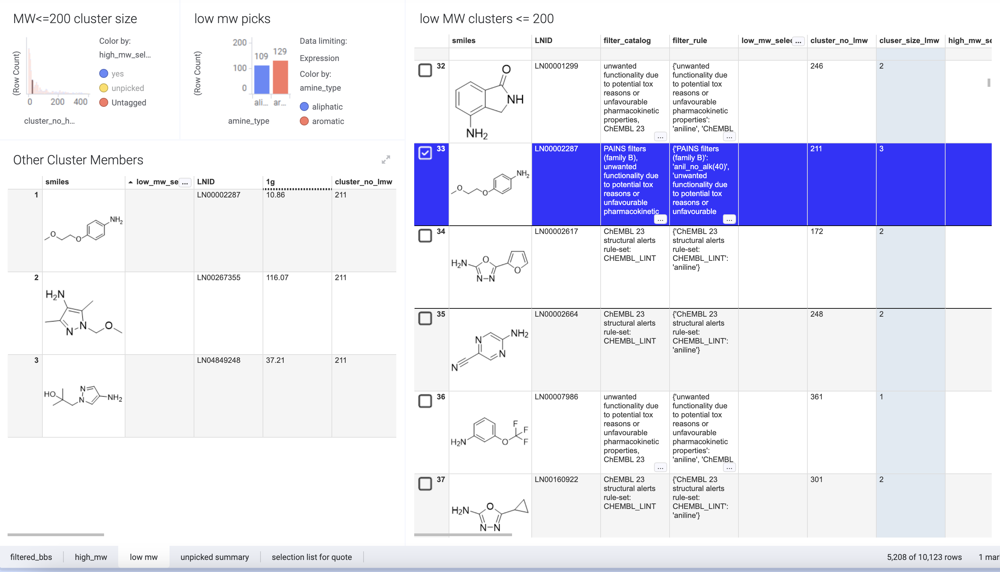 MW<=200 cluster size
(Row Count)
0 200 400
cluster_no_h...
Color by:
high_mw_sel...
yes
unpicked
Untagged
low mw picks
(Row Count)
200
100
0
109
129
ali... ar...
amine_type
Data limiting:
Expression
Color by:
amine_type
aliphatic
aromatic
Other Cluster Members
smiles low_mw_se ... LNID 1g cluster_no_lmw
1 LN00002287 10.86 211
NH2
O
O
2 LN00267355 116.07 211
H2N
N N O
3 LN04849248 37.21 211
HO N
N NH2
low MW clusters <= 200
smiles LNID filter_catalog filter_rule low_mw_selec ... cluster_no_lmw cluser_size_lmw high_mw_se
32 LN00001299 246 2
O
NH
NH2
unwanted
functionality due
to potential tox
reasons or
unfavourable
pharmacokinetic
properties,
ChEMBL 23
...
{'unwanted
functionality due
to potential tox
reasons or
unfavourable
pharmacokinetic
properties':
'aniline', 'ChEMBL
...
33 LN00002287 211 3
NH2
O
O
PAINS filters
(family B),
unwanted
functionality due
to potential tox
reasons or
unfavourable
pharmacokinetic
...
{'PAINS filters
(family B)':
'anil_no_alk(40)',
'unwanted
functionality due
to potential tox
reasons or
unfavourable
...
34 LN00002617 172 2
H2N O
O
N N
ChEMBL 23
structural alerts
rule-set:
CHEMBL_LINT
{'ChEMBL 23
structural alerts
rule-set:
CHEMBL_LINT':
'aniline'}
35 LN00002664 248 2
N NH2
N
N
ChEMBL 23
structural alerts
rule-set:
CHEMBL_LINT
{'ChEMBL 23
structural alerts
rule-set:
CHEMBL_LINT':
'aniline'}
36 LN00007986 361 1
F
F
H2N O F
unwanted
functionality due
to potential tox
reasons or
unfavourable
pharmacokinetic
properties,
ChEMBL 23
...
{'unwanted
functionality due
to potential tox
reasons or
unfavourable
pharmacokinetic
properties':
'aniline', 'ChEMBL
...
37 LN00160922 301 2
H2N O
N N
ChEMBL 23
structural alerts
rule-set:
CHEMBL_LINT
{'ChEMBL 23
structural alerts
rule-set:
CHEMBL_LINT':
'aniline'}
filtered_bbs high_mw low mw unpicked summary selection list for quote 5,208 of 10,123 rows 1 mar